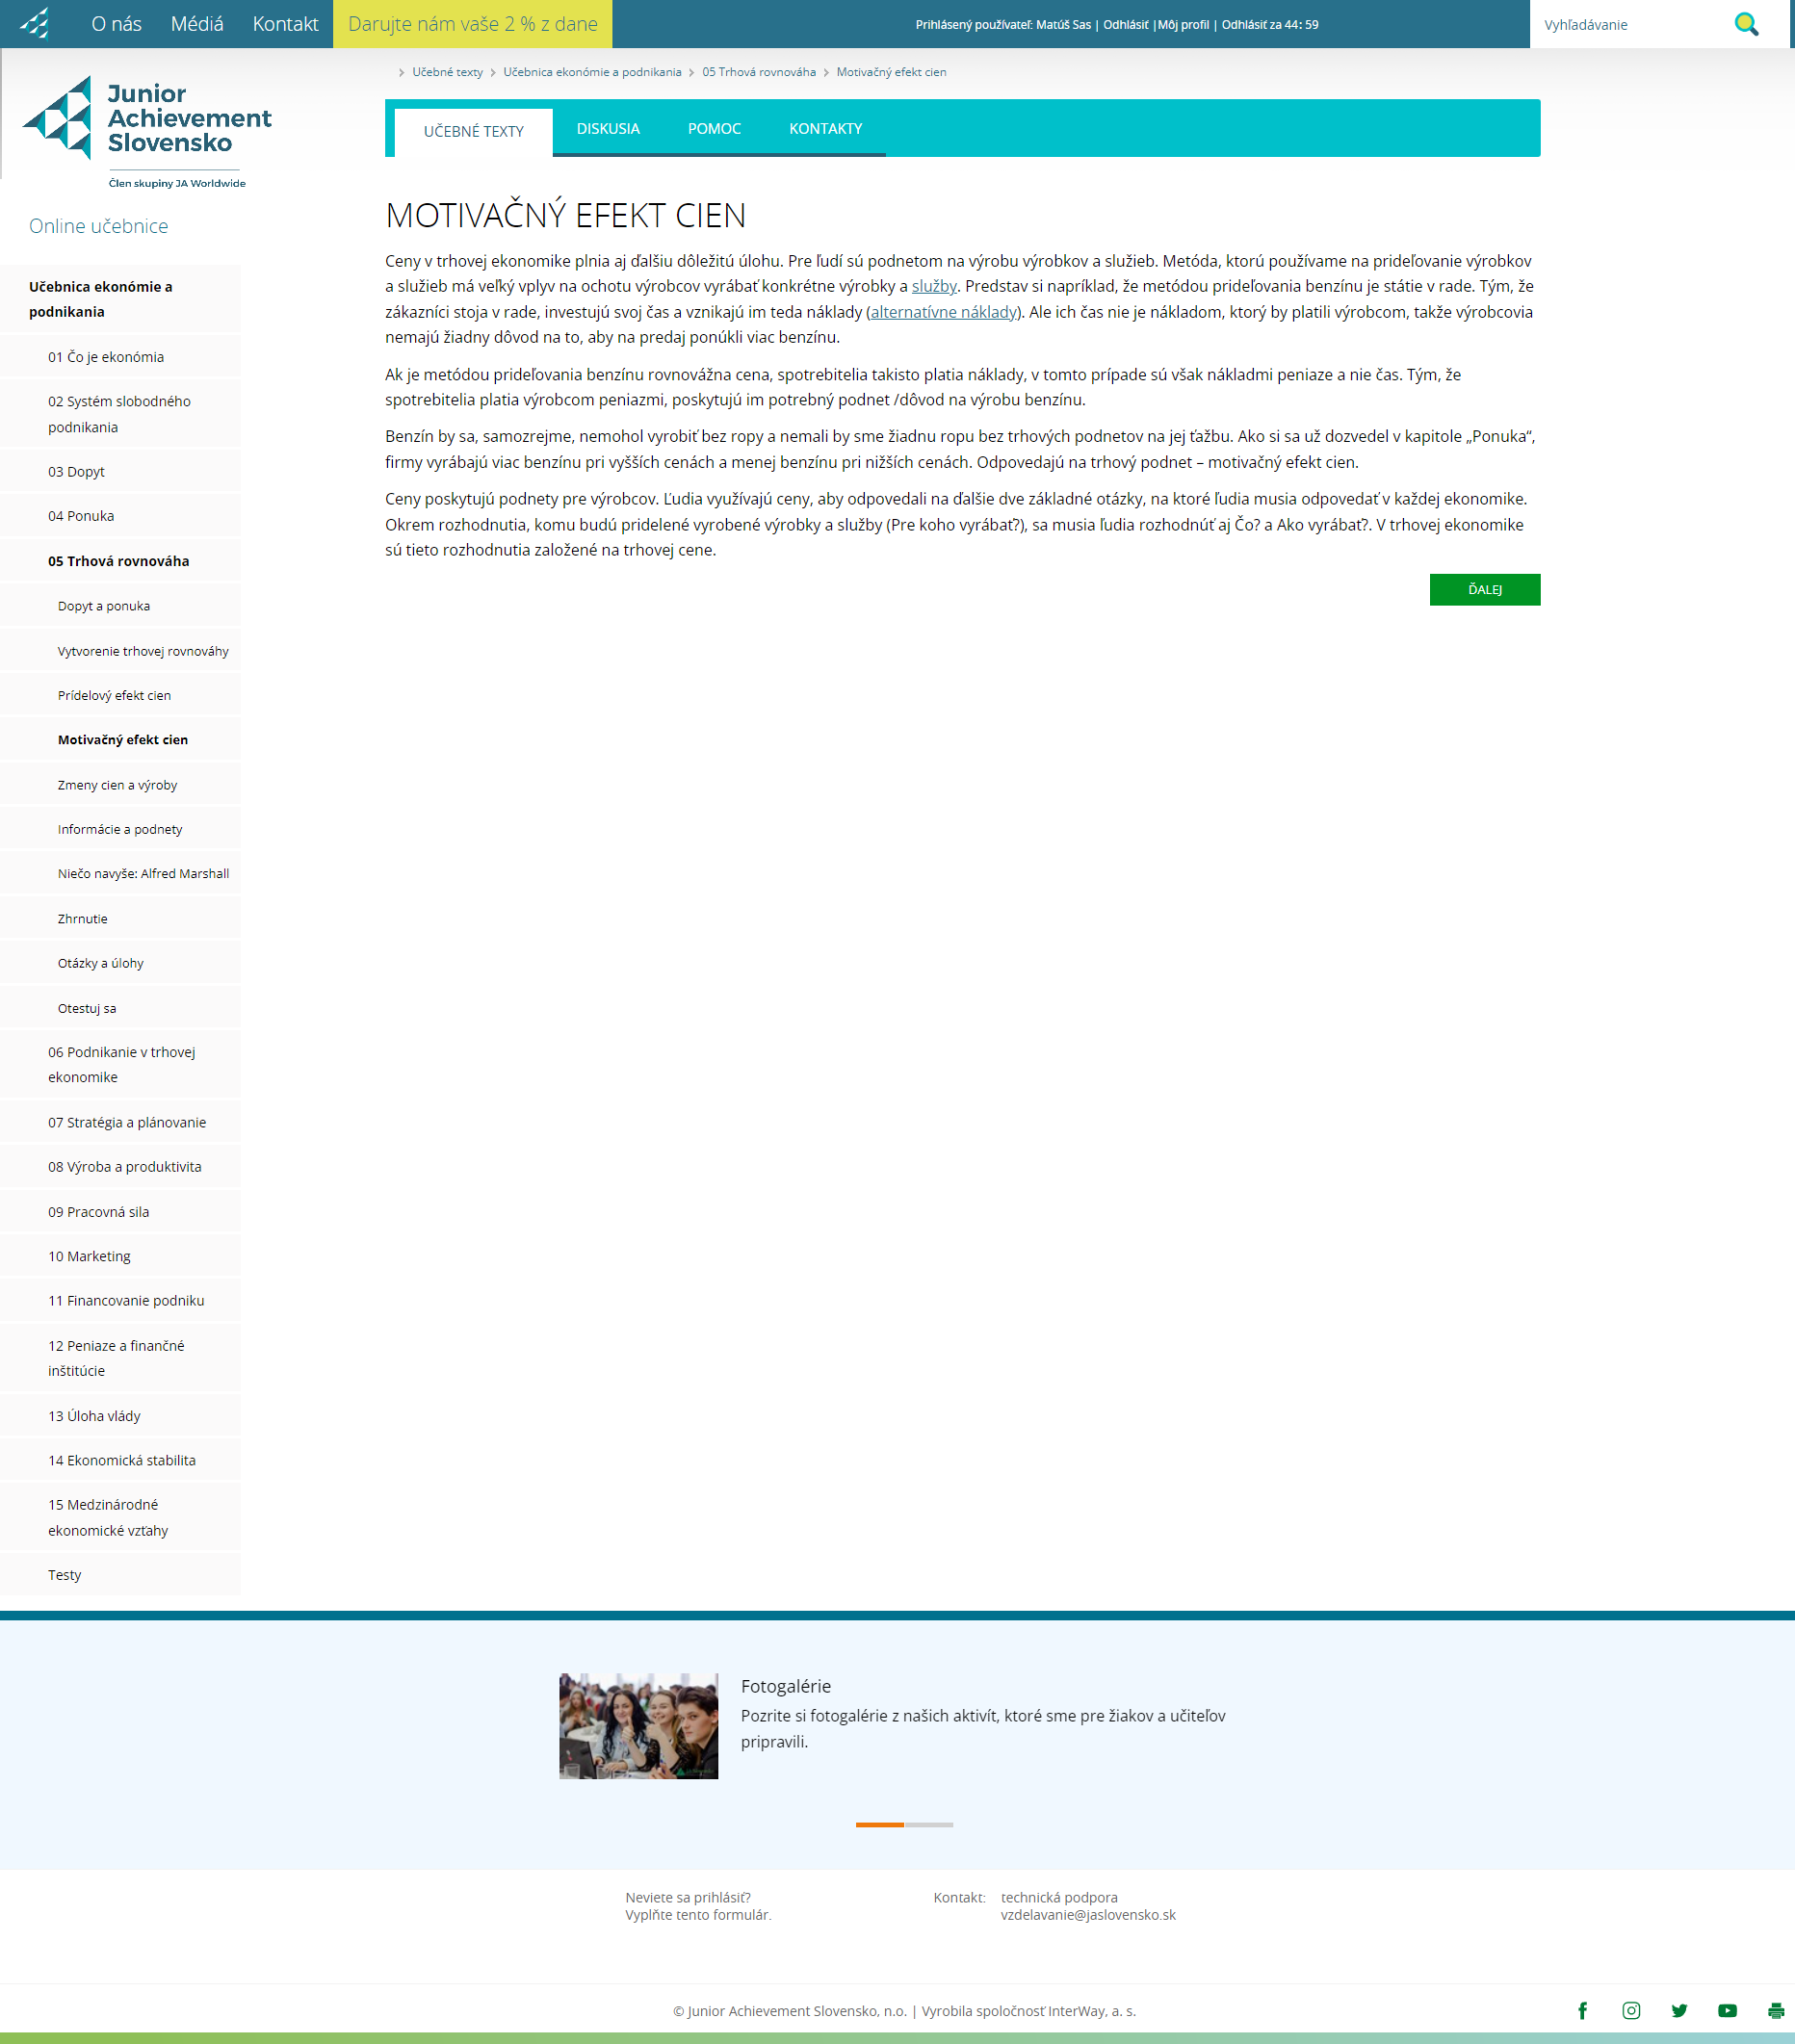 O nás Médiá Kontakt Darujte nám vaše 2 % z dane Prihlásený používateľ: Matúš Sas | Odhlásiť |Môj profil | Odhlásiť za 44: 59 Vyhľadávanie
Učebné texty Učebnica ekonómie a podnikania 05 Trhová rovnováha Motivačný efekt cien
Junior
Achievement
Slovensko
Člen skupiny JA Worldwide
UČEBNÉ TEXTY DISKUSIA POMOC KONTAKTY
Online učebnice
Učebnica ekonómie a
podnikania
01 Čo je ekonómia
02 Systém slobodného
podnikania
03 Dopyt
04 Ponuka
05 Trhová rovnováha
Dopyt a ponuka
Vytvorenie trhovej rovnováhy
Prídelový efekt cien
Motivačný efekt cien
Zmeny cien a výroby
Informácie a podnety
Niečo navyše: Alfred Marshall
Zhrnutie
Otázky a úlohy
Otestuj sa
06 Podnikanie v trhovej
ekonomike
07 Stratégia a plánovanie
08 Výroba a produktivita
09 Pracovná sila
10 Marketing
11 Financovanie podniku
12 Peniaze a finančné
inštitúcie
13 Úloha vlády
14 Ekonomická stabilita
15 Medzinárodné
ekonomické vzťahy
Testy
MOTIVAČNÝ EFEKT CIEN
Ceny v trhovej ekonomike plnia aj ďalšiu dôležitú úlohu. Pre ľudí sú podnetom na výrobu výrobkov a služieb. Metóda, ktorú používame na prideľovanie výrobkov
a služieb má veľký vplyv na ochotu výrobcov vyrábať konkrétne výrobky a služby. Predstav si napríklad, že metódou prideľovania benzínu je státie v rade. Tým, že
zákazníci stoja v rade, investujú svoj čas a vznikajú im teda náklady (alternatívne náklady). Ale ich čas nie je nákladom, ktorý by platili výrobcom, takže výrobcovia
nemajú žiadny dôvod na to, aby na predaj ponúkli viac benzínu.
Ak je metódou prideľovania benzínu rovnovážna cena, spotrebitelia takisto platia náklady, v tomto prípade sú však nákladmi peniaze a nie čas. Tým, že
spotrebitelia platia výrobcom peniazmi, poskytujú im potrebný podnet /dôvod na výrobu benzínu.
Benzín by sa, samozrejme, nemohol vyrobiť bez ropy a nemali by sme žiadnu ropu bez trhových podnetov na jej ťažbu. Ako si sa už dozvedel v kapitole „Ponuka“,
firmy vyrábajú viac benzínu pri vyšších cenách a menej benzínu pri nižších cenách. Odpovedajú na trhový podnet – motivačný efekt cien.
Ceny poskytujú podnety pre výrobcov. Ľudia využívajú ceny, aby odpovedali na ďalšie dve základné otázky, na ktoré ľudia musia odpovedať v každej ekonomike.
Okrem rozhodnutia, komu budú pridelené vyrobené výrobky a služby (Pre koho vyrábať?), sa musia ľudia rozhodnúť aj Čo? a Ako vyrábať?. V trhovej ekonomike
sú tieto rozhodnutia založené na trhovej cene.
ĎALEJ
Fotogalérie
Pozrite si fotogalérie z našich aktivít, ktoré sme pre žiakov a učiteľov
pripravili.
Neviete sa prihlásiť?
Vyplňte tento formulár.
Kontakt: technická podpora
vzdelavanie@jaslovensko.sk
© Junior Achievement Slovensko, n.o. | Vyrobila spoločnosť InterWay, a. s.